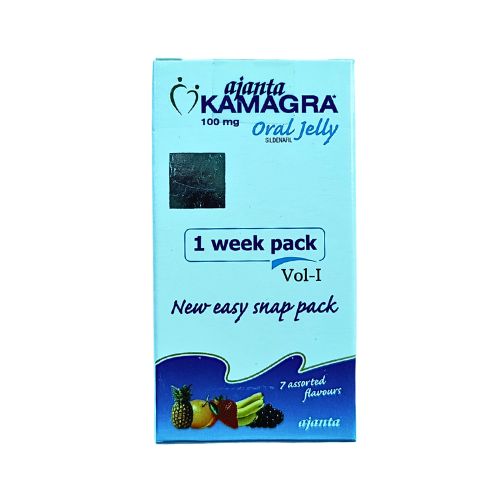 ajanta
KAMAGRA
100 mg
Oral Jelly
SILDENAFIL
1 week pack
Vol-I
New easy snap pack
7 assorted
flavours
ajanta